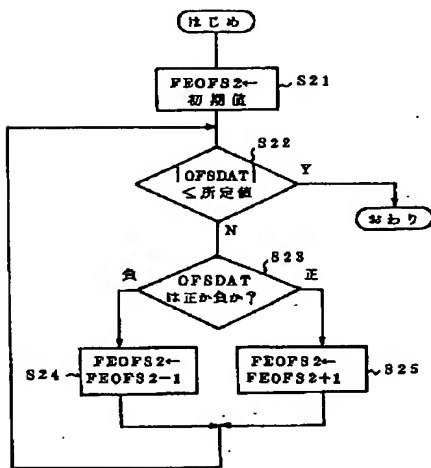 はじめ
FEOFS2←
初期値
S21
|OFSDAT|
≦所定値
S22
Y
おわり
N
OFSDAT
は正か負か?
S23
負
正
FEOFS2←
FEOFS2-1
S24
FEOFS2←
FEOFS2+1
S25